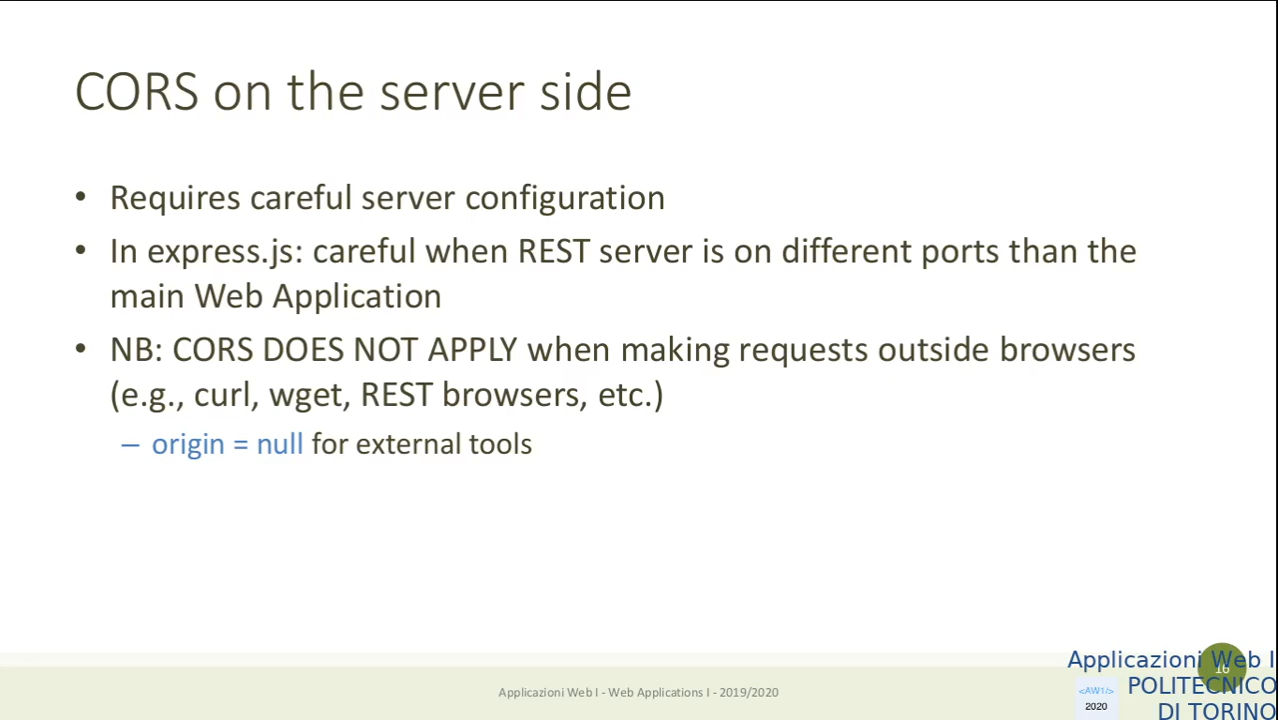 CORS on the server side
• Requires careful server configuration
• In express.js: careful when REST server is on different ports than the
main Web Application
• NB: CORS DOES NOT APPLY when making requests outside browsers
(e.g., curl, wget, REST browsers, etc.)
– origin = null for external tools
Applicazioni Web I - Web Applications I - 2019/2020
16
Applicazioni Web I
POLITECNICO
DI TORINO
<AW1/>
2020